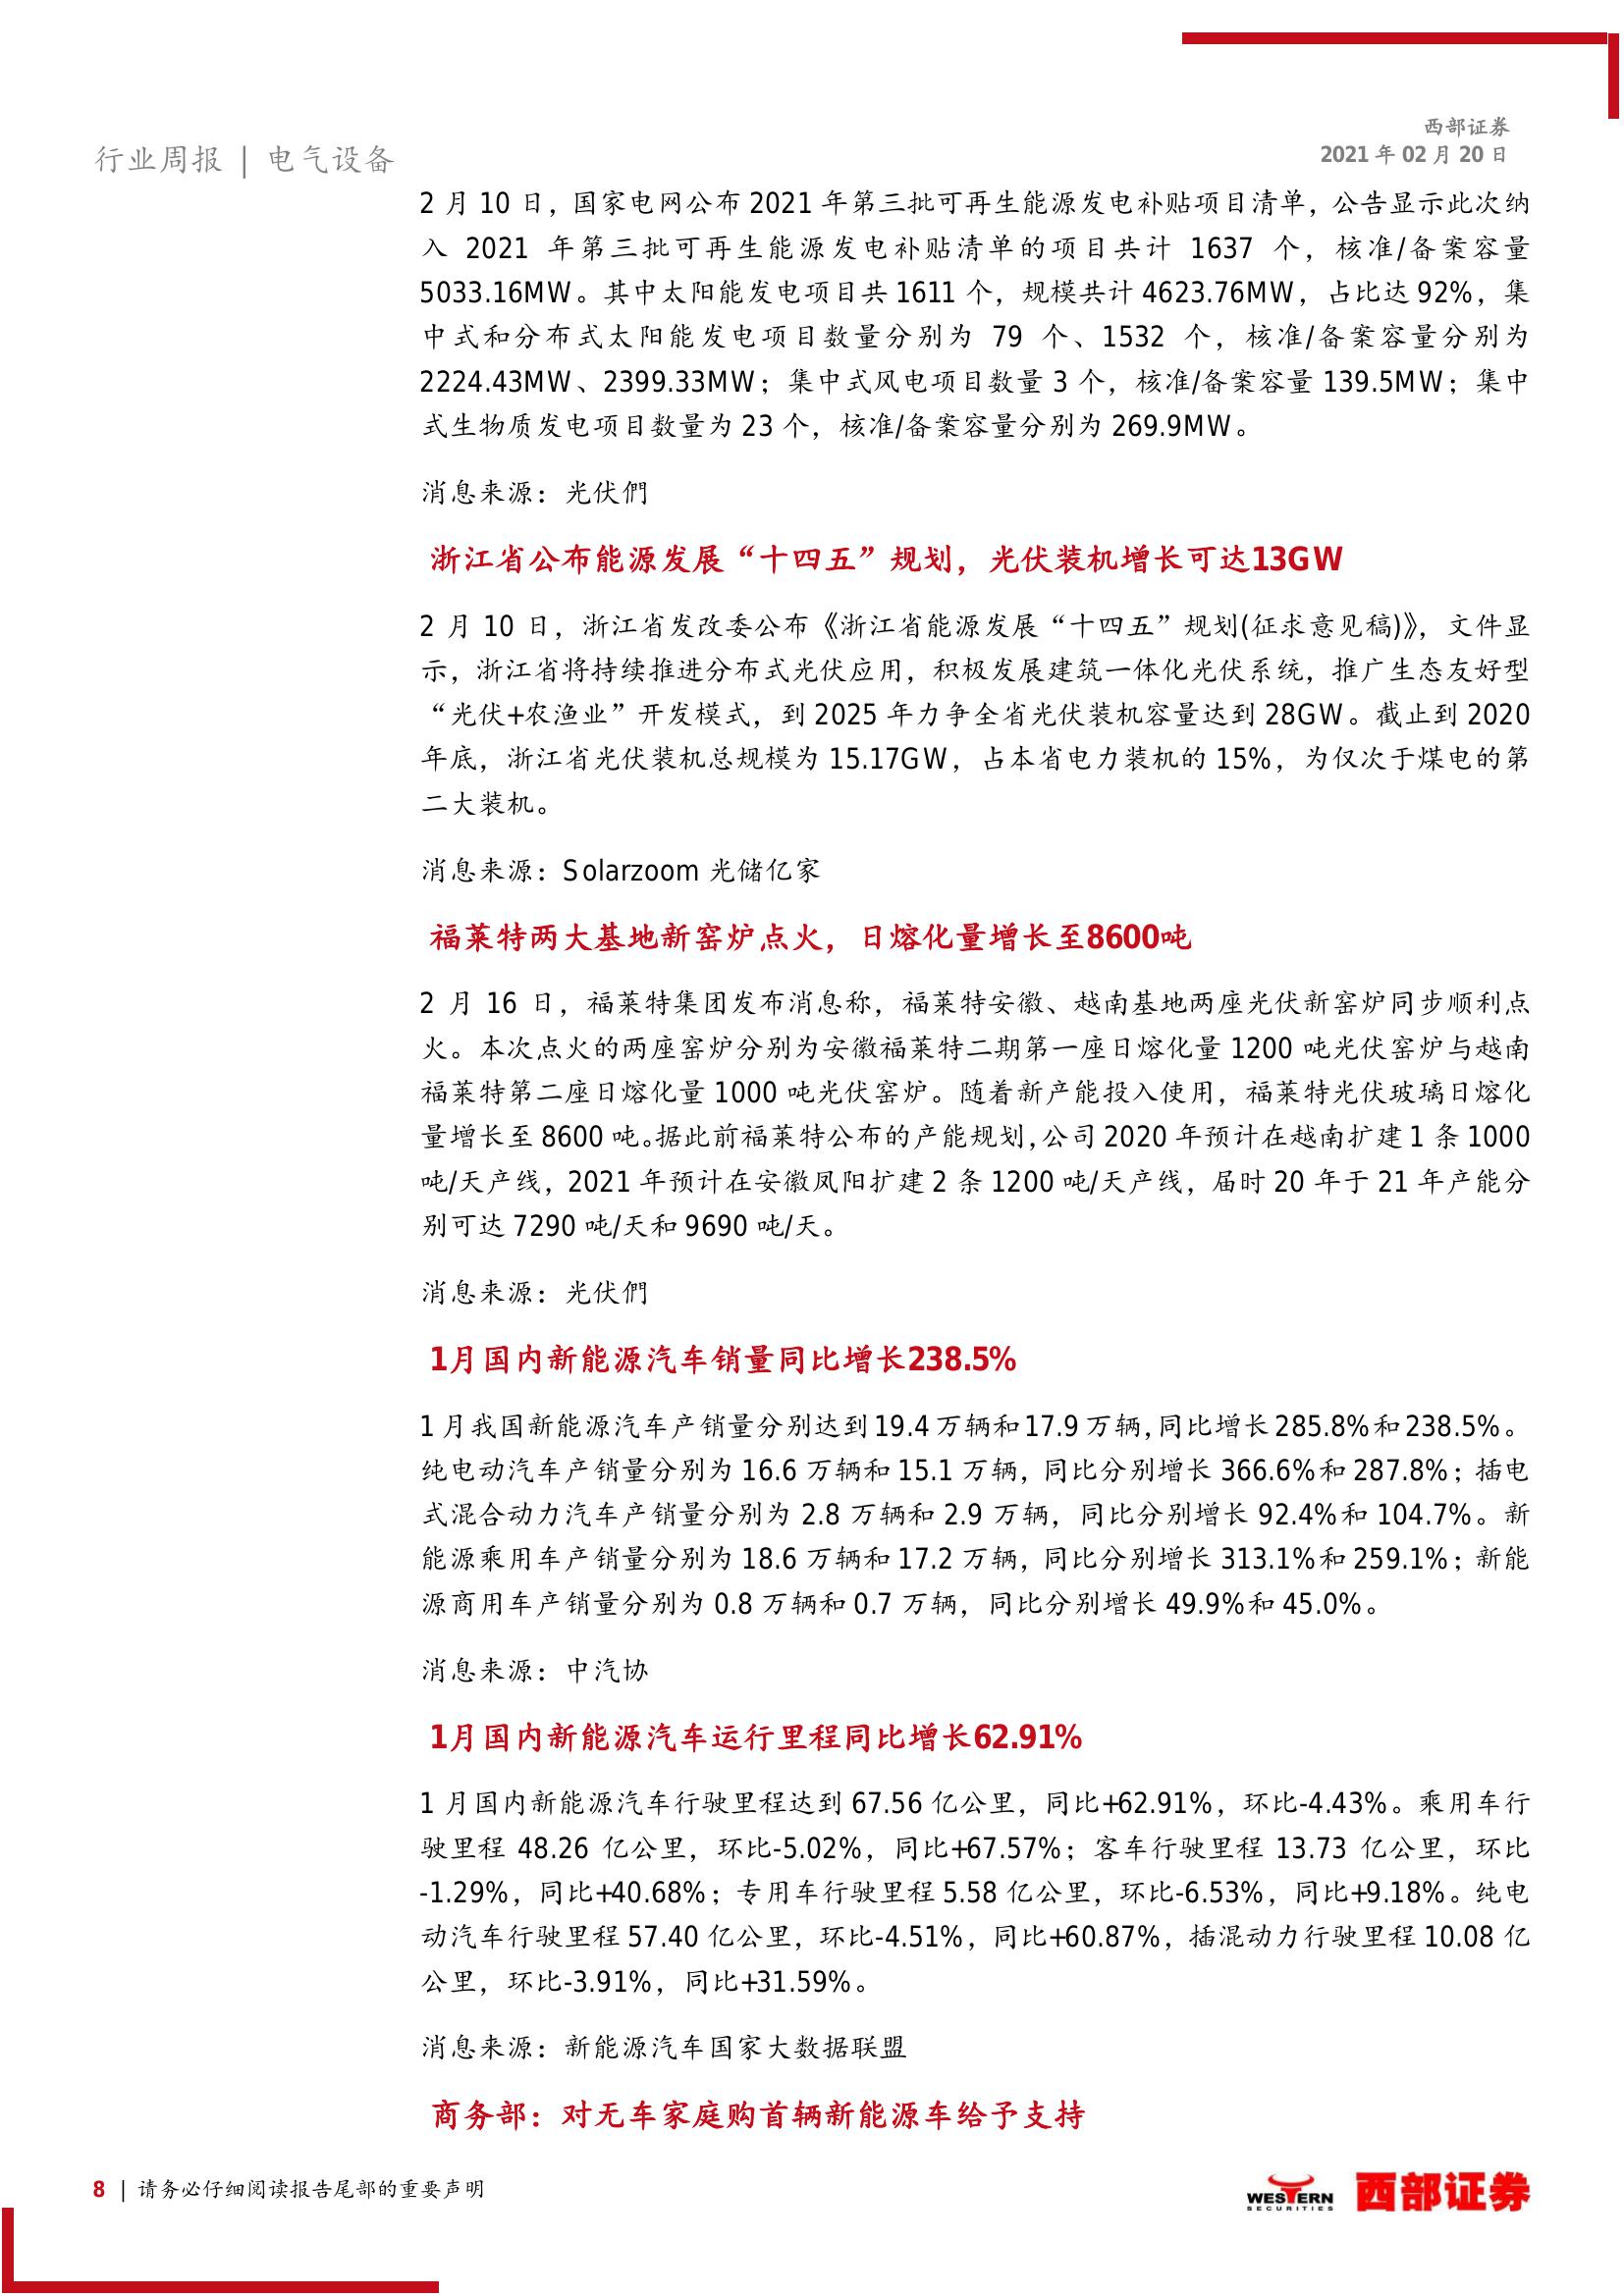 西部证券
2021 年 02 月 20 日
行业周报 | 电气设备
2 月 10 日，国家电网公布 2021 年第三批可再生能源发电补贴项目清单，公告显示此次纳
入 2021 年第三批可再生能源发电补贴清单的项目共计 1637 个，核准/备案容量
5033.16MW。其中太阳能发电项目共 1611 个，规模共计 4623.76MW，占比达 92%，集
中式和分布式太阳能发电项目数量分别为 79 个、1532 个，核准/备案容量分别为
2224.43MW、2399.33MW；集中式风电项目数量 3 个，核准/备案容量 139.5MW；集中
式生物质发电项目数量为 23 个，核准/备案容量分别为 269.9MW。
消息来源：光伏們
浙江省公布能源发展“十四五”规划，光伏装机增长可达13GW
2 月 10 日，浙江省发改委公布《浙江省能源发展“十四五”规划(征求意见稿)》，文件显
示，浙江省将持续推进分布式光伏应用，积极发展建筑一体化光伏系统，推广生态友好型
“光伏+农渔业”开发模式，到 2025 年力争全省光伏装机容量达到 28GW。截止到 2020
年底，浙江省光伏装机总规模为 15.17GW，占本省电力装机的 15%，为仅次于煤电的第
二大装机。
消息来源：Solarzoom 光储亿家
福莱特两大基地新窑炉点火，日熔化量增长至8600吨
2 月 16 日，福莱特集团发布消息称，福莱特安徽、越南基地两座光伏新窑炉同步顺利点
火。本次点火的两座窑炉分别为安徽福莱特二期第一座日熔化量 1200 吨光伏窑炉与越南
福莱特第二座日熔化量 1000 吨光伏窑炉。随着新产能投入使用，福莱特光伏玻璃日熔化
量增长至 8600 吨。据此前福莱特公布的产能规划，公司 2020 年预计在越南扩建 1 条 1000
吨/天产线，2021 年预计在安徽凤阳扩建 2 条 1200 吨/天产线，届时 20 年于 21 年产能分
别可达 7290 吨/天和 9690 吨/天。
消息来源：光伏們
1月国内新能源汽车销量同比增长238.5%
1 月我国新能源汽车产销量分别达到 19.4 万辆和 17.9 万辆，同比增长 285.8%和 238.5%。
纯电动汽车产销量分别为 16.6 万辆和 15.1 万辆，同比分别增长 366.6%和 287.8%；插电
式混合动力汽车产销量分别为 2.8 万辆和 2.9 万辆，同比分别增长 92.4%和 104.7%。新
能源乘用车产销量分别为 18.6 万辆和 17.2 万辆，同比分别增长 313.1%和 259.1%；新能
源商用车产销量分别为 0.8 万辆和 0.7 万辆，同比分别增长 49.9%和 45.0%。
消息来源：中汽协
1月国内新能源汽车运行里程同比增长62.91%
1 月国内新能源汽车行驶里程达到 67.56 亿公里，同比+62.91%，环比-4.43%。乘用车行
驶里程 48.26 亿公里，环比-5.02%，同比+67.57%；客车行驶里程 13.73 亿公里，环比
-1.29%，同比+40.68%；专用车行驶里程 5.58 亿公里，环比-6.53%，同比+9.18%。纯电
动汽车行驶里程 57.40 亿公里，环比-4.51%，同比+60.87%，插混动力行驶里程 10.08 亿
公里，环比-3.91%，同比+31.59%。
消息来源：新能源汽车国家大数据联盟
商务部：对无车家庭购首辆新能源车给予支持
8 | 请务必仔细阅读报告尾部的重要声明
WESTERN
SECURITIES
西部证券